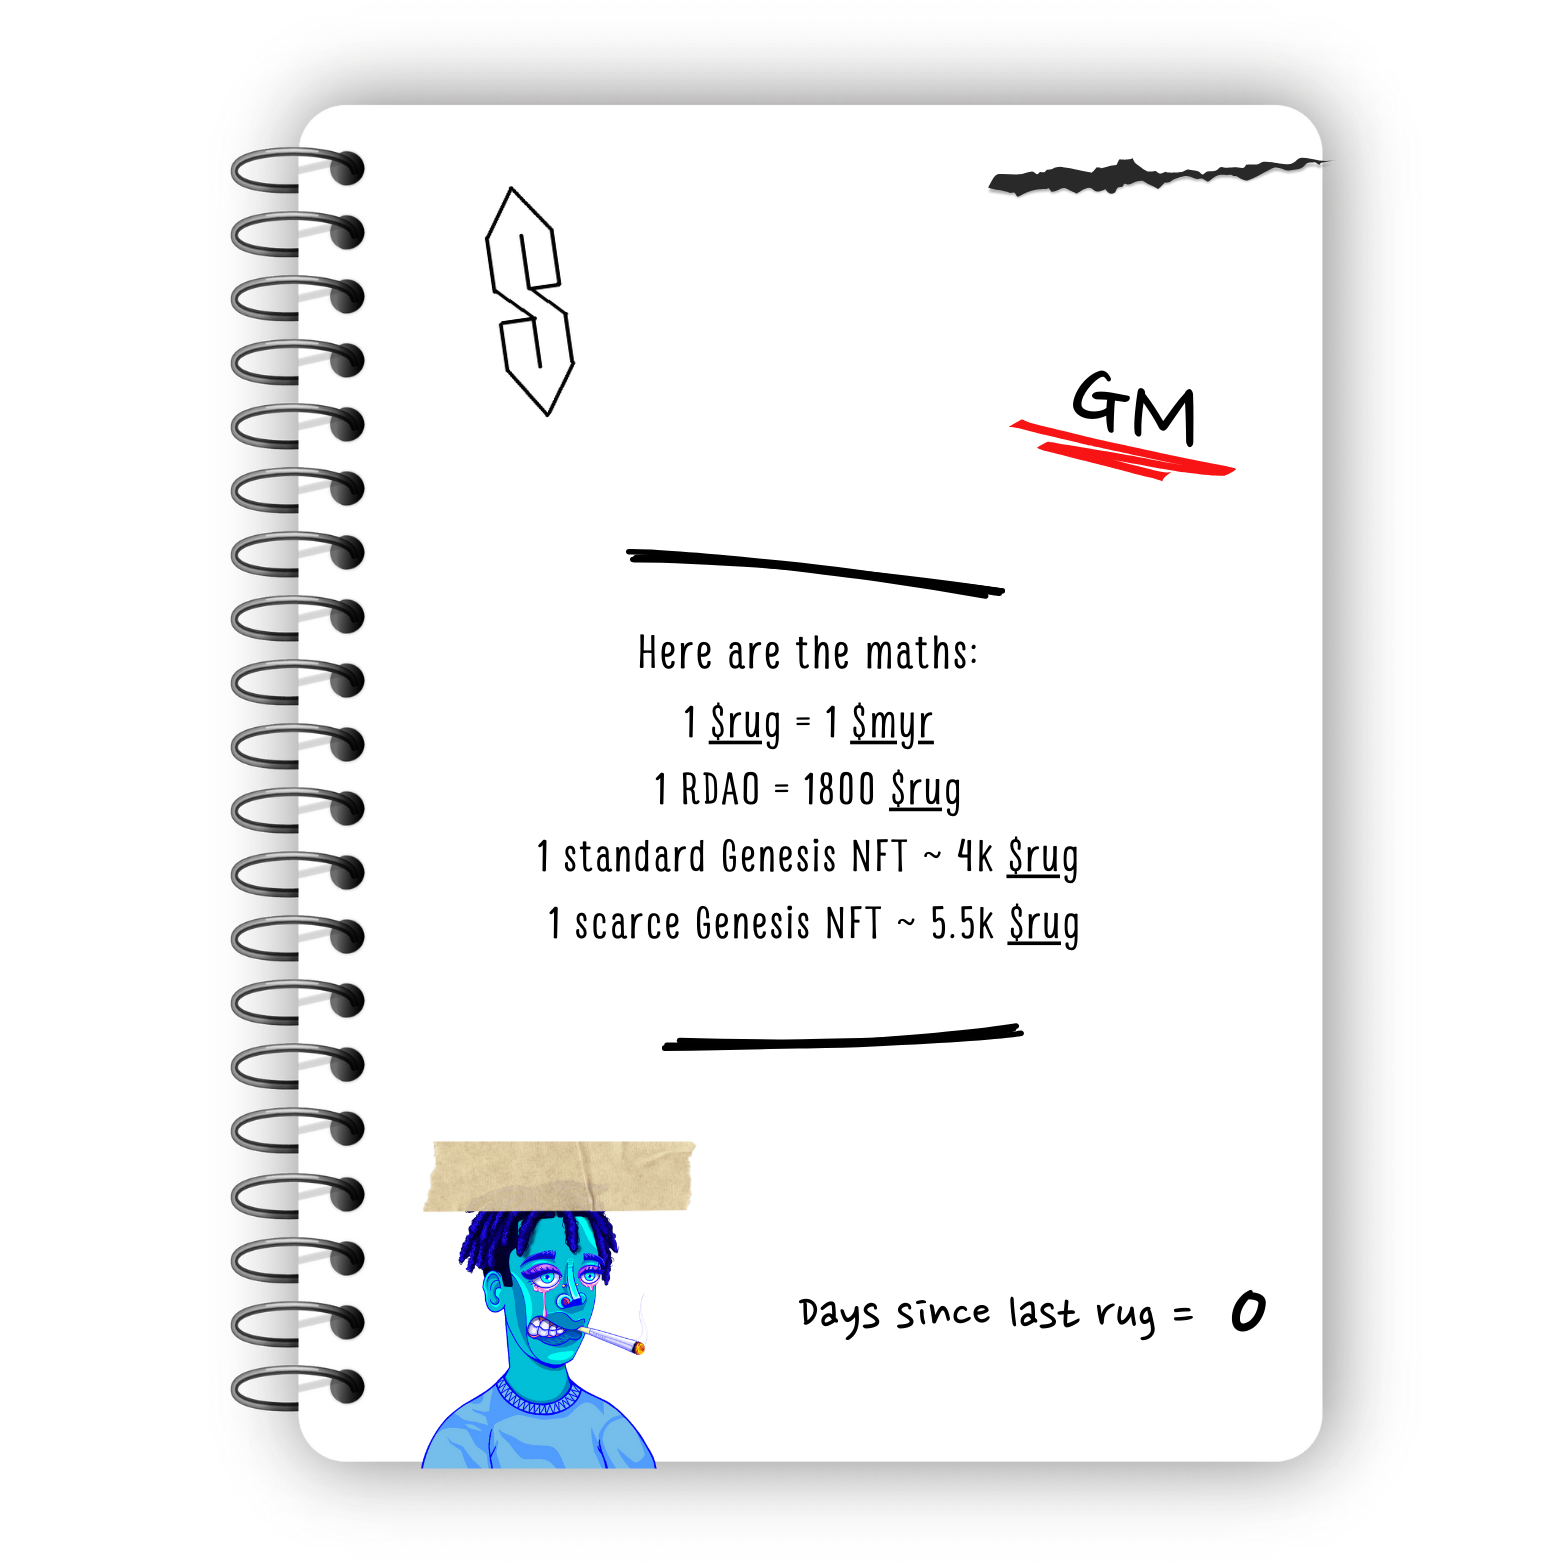 GM
Here are the maths:
1 $rug = 1 $myr
1 RDAO = 1800 $rug
1 standard Genesis NFT ~ 4k $rug
1 scarce Genesis NFT ~ 5.5k $rug
Days since last rug = 0